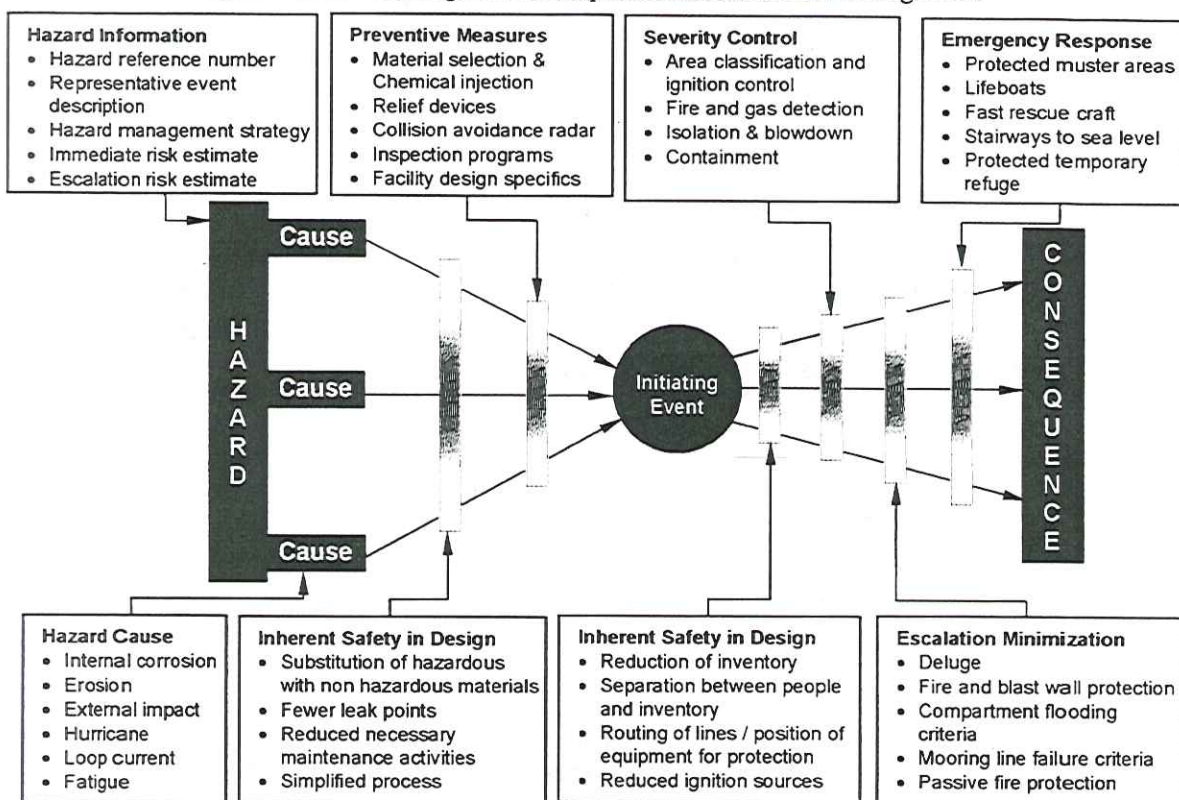 Hazard Information
• Hazard reference number
• Representative event
description
• Hazard management strategy
• Immediate risk estimate
• Escalation risk estimate
Preventive Measures
• Material selection &
Chemical injection
• Relief devices
• Collision avoidance radar
• Inspection programs
• Facility design specifics
Severity Control
• Area classification and
ignition control
• Fire and gas detection
• Isolation & blowdown
• Containment
Emergency Response
• Protected muster areas
• Lifeboats
• Fast rescue craft
• Stairways to sea level
• Protected temporary
refuge
HAZARD
Cause
Cause
Cause
Initiating
Event
CONSEQUENCE
Hazard Cause
• Internal corrosion
• Erosion
• External impact
• Hurricane
• Loop current
• Fatigue
Inherent Safety in Design
• Substitution of hazardous
with non hazardous materials
• Fewer leak points
• Reduced necessary
maintenance activities
• Simplified process
Inherent Safety in Design
• Reduction of inventory
• Separation between people
and inventory
• Routing of lines / position of
equipment for protection
• Reduced ignition sources
Escalation Minimization
• Deluge
• Fire and blast wall protection
• Compartment flooding
criteria
• Mooring line failure criteria
• Passive fire protection